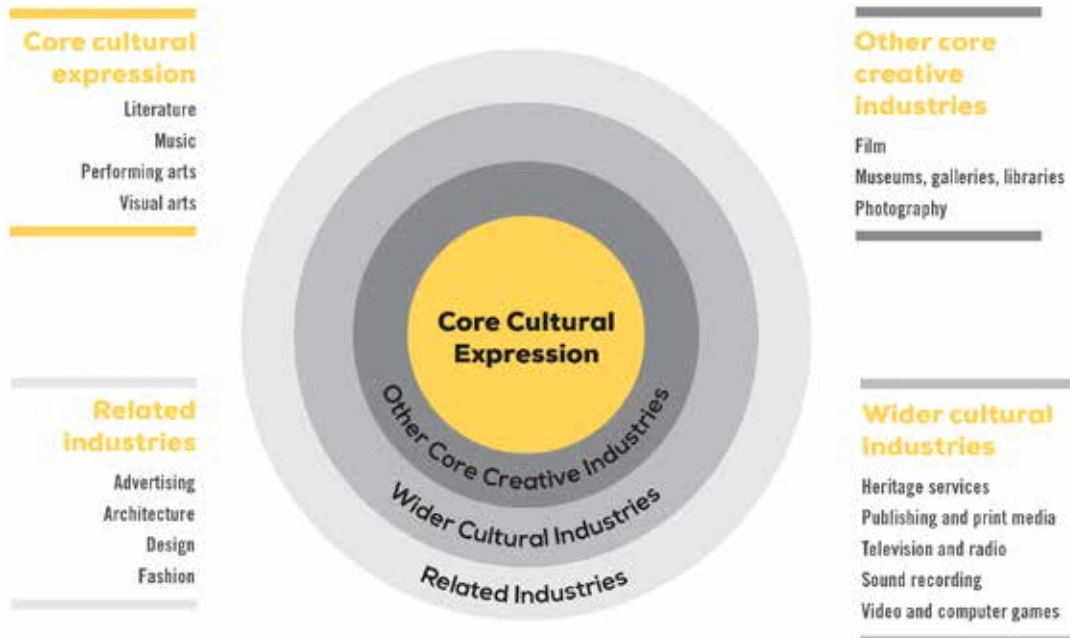 Core cultural
expression
Literature
Music
Performing arts
Visual arts
Other core
creative
industries
Film
Museums, galleries, libraries
Photography
Core Cultural
Expression
Other Core Creative Industries
Wider Cultural Industries
Related Industries
Related
industries
Advertising
Architecture
Design
Fashion
Wider cultural
industries
Heritage services
Publishing and print media
Television and radio
Sound recording
Video and computer games